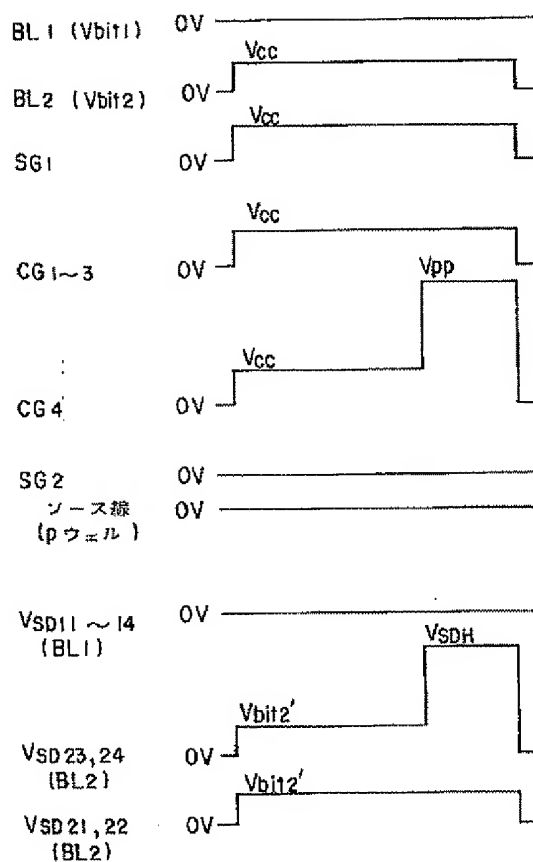 BL1 (Vbit1) 0V
Vcc
BL2 (Vbit2) 0V
Vcc
SG1 0V
Vcc
CG1~3 0V
Vpp
Vcc
CG4 0V
SG2 0V
ソース線 0V
(pウェル)
VSD11~14 0V
(BL1)
VSDH
Vbit2'
VSD23,24 0V
(BL2)
Vbit2'
VSD21,22 0V
(BL2)